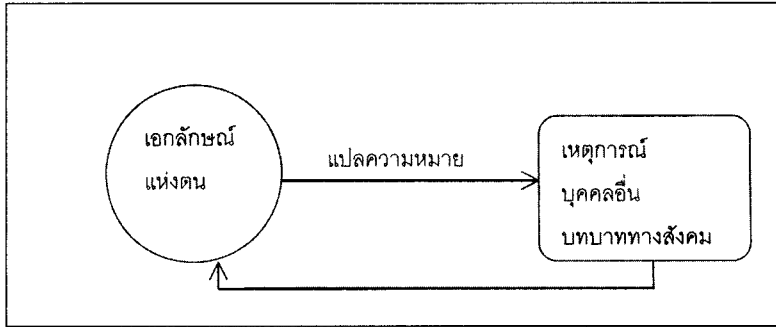 เอกลักษณ์
แห่งตน
แปลความหมาย
เหตุการณ์
บุคคลอื่น
บทบาททางสังคม